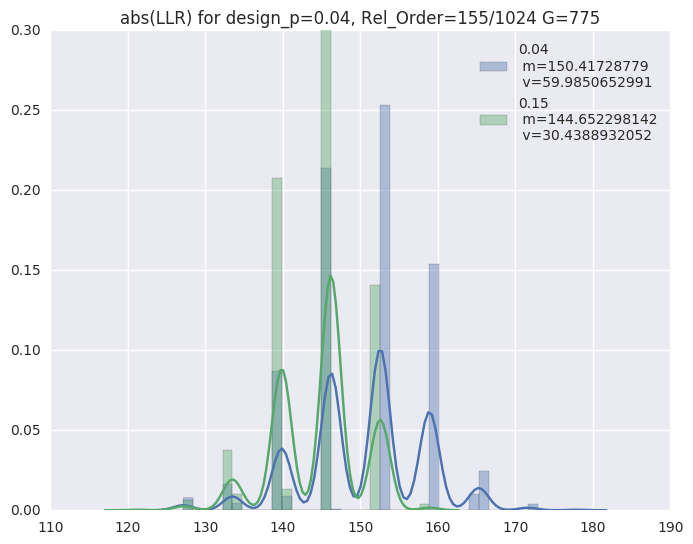 abs(LLR) for design_p=0.04, Rel_Order=155/1024 G=775
0.04
m=150.41728779
v=59.9850652991
0.15
m=144.652298142
v=30.4388932052
0.30
0.25
0.20
0.15
0.10
0.05
0.00
110 120 130 140 150 160 170 180 190